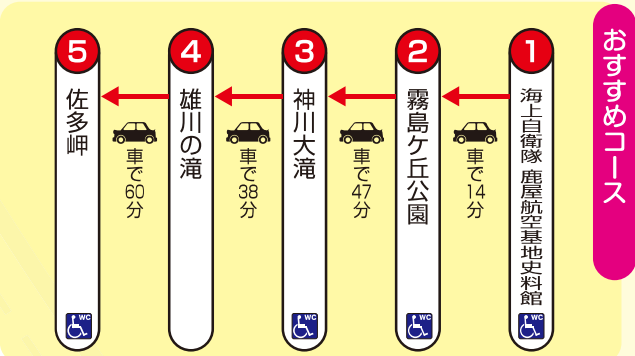 おすすめコース
1
海上自衛隊 鹿屋航空基地史料館
WC
車で14分
2
霧島ケ丘公園
WC
車で47分
3
神川大滝
WC
車で38分
4
雄川の滝
車で60分
5
佐多岬
WC